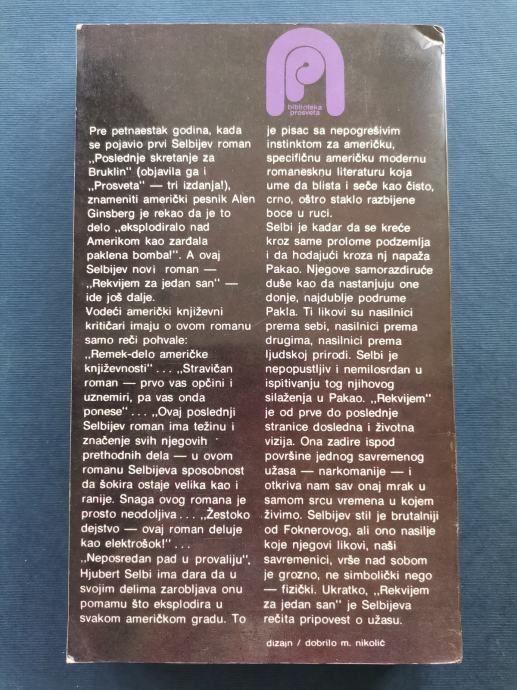 biblioteka
prosveta
Pre petnaestak godina, kada
se pojavio prvi Selbijev roman
„Poslednje skretanje za
Bruklin" (objavila ga i
„Prosveta" — tri izdanja!),
znameniti američki pesnik Alen
Ginsberg je rekao da je to
delo „eksplodiralo nad
Amerikom kao zarđala
paklena bomba!". A ovaj
Selbijev novi roman —
„Rekvijem za jedan san" —
ide još dalje.
Vodeći američki književni
kritičari imaju o ovom romanu
samo reči pohvale:
„Remek-delo američke
književnosti" . . . „Stravičan
roman — prvo vas opčini i
uznemiri, pa vas onda
ponese" . . . „Ovaj poslednji
Selbijev roman ima težinu i
značenje svih njegovih
prethodnih dela — u ovom
romanu Selbijeva sposobnost
da šokira ostaje velika kao i
ranije. Snaga ovog romana je
prosto neodoljiva . . . „Žestoko
dejstvo — ovaj roman deluje
kao elektrošok!" . . .
„Neposredan pad u provaliju",
Hjubert Selbi ima dara da u
svojim delima zarobljava onu
pomamu što eksplodira u
svakom američkom gradu. To
je pisac sa nepogrešivim
instinktom za američku,
specifičnu američku modernu
romanesknu literaturu koja
ume da blista i seče kao čisto,
crno, oštro staklo razbijene
boce u ruci.
Selbi je kadar da se kreće
kroz same prolome podzemlja
i da hodajući kroza nj napaža
Pakao. Njegove samorazdiruće
duše kao da nastanjuju one
donje, najdublje podrume
Pakla. Ti likovi su nasilnici
prema sebi, nasilnici prema
drugima, nasilnici prema
ljudskoj prirodi. Selbi je
nepopustljiv i nemilosrdan u
ispitivanju tog njihovog
silaženja u Pakao. „Rekvijem"
je od prve do poslednje
stranice dosledna i životna
vizija. Ona zadire ispod
površine jednog savremenog
užasa — narkomanije — i
otkriva nam sav onaj mrak u
samom srcu vremena u kojem
živimo. Selbijev stil je brutalniji
od Foknerovog, ali ono nasilje
koje njegovi likovi, naši
savremenici, vrše nad sobom
je grozno, ne simbolički nego
— fizički. Ukratko, „Rekvijem
za jedan san" je Selbijeva
rečita pripovest o užasu.
dizajn / dobrilo m. nikolić